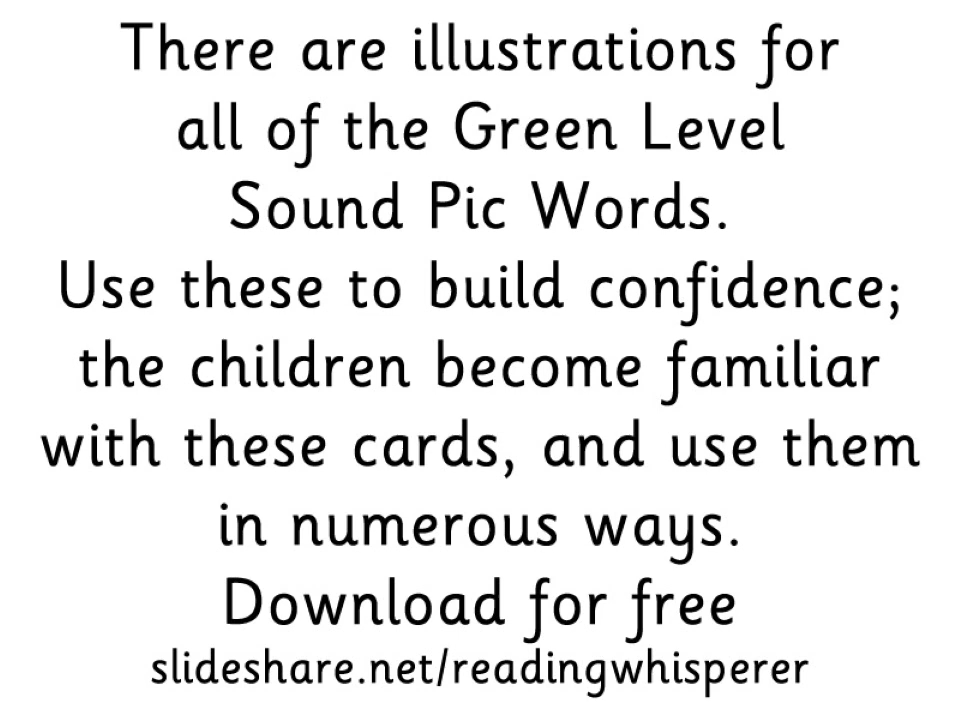 There are illustrations for
all of the Green Level
Sound Pic Words.
Use these to build confidence;
the children become familiar
with these cards, and use them
in numerous ways.
Download for free
slideshare.net/readingwhisperer